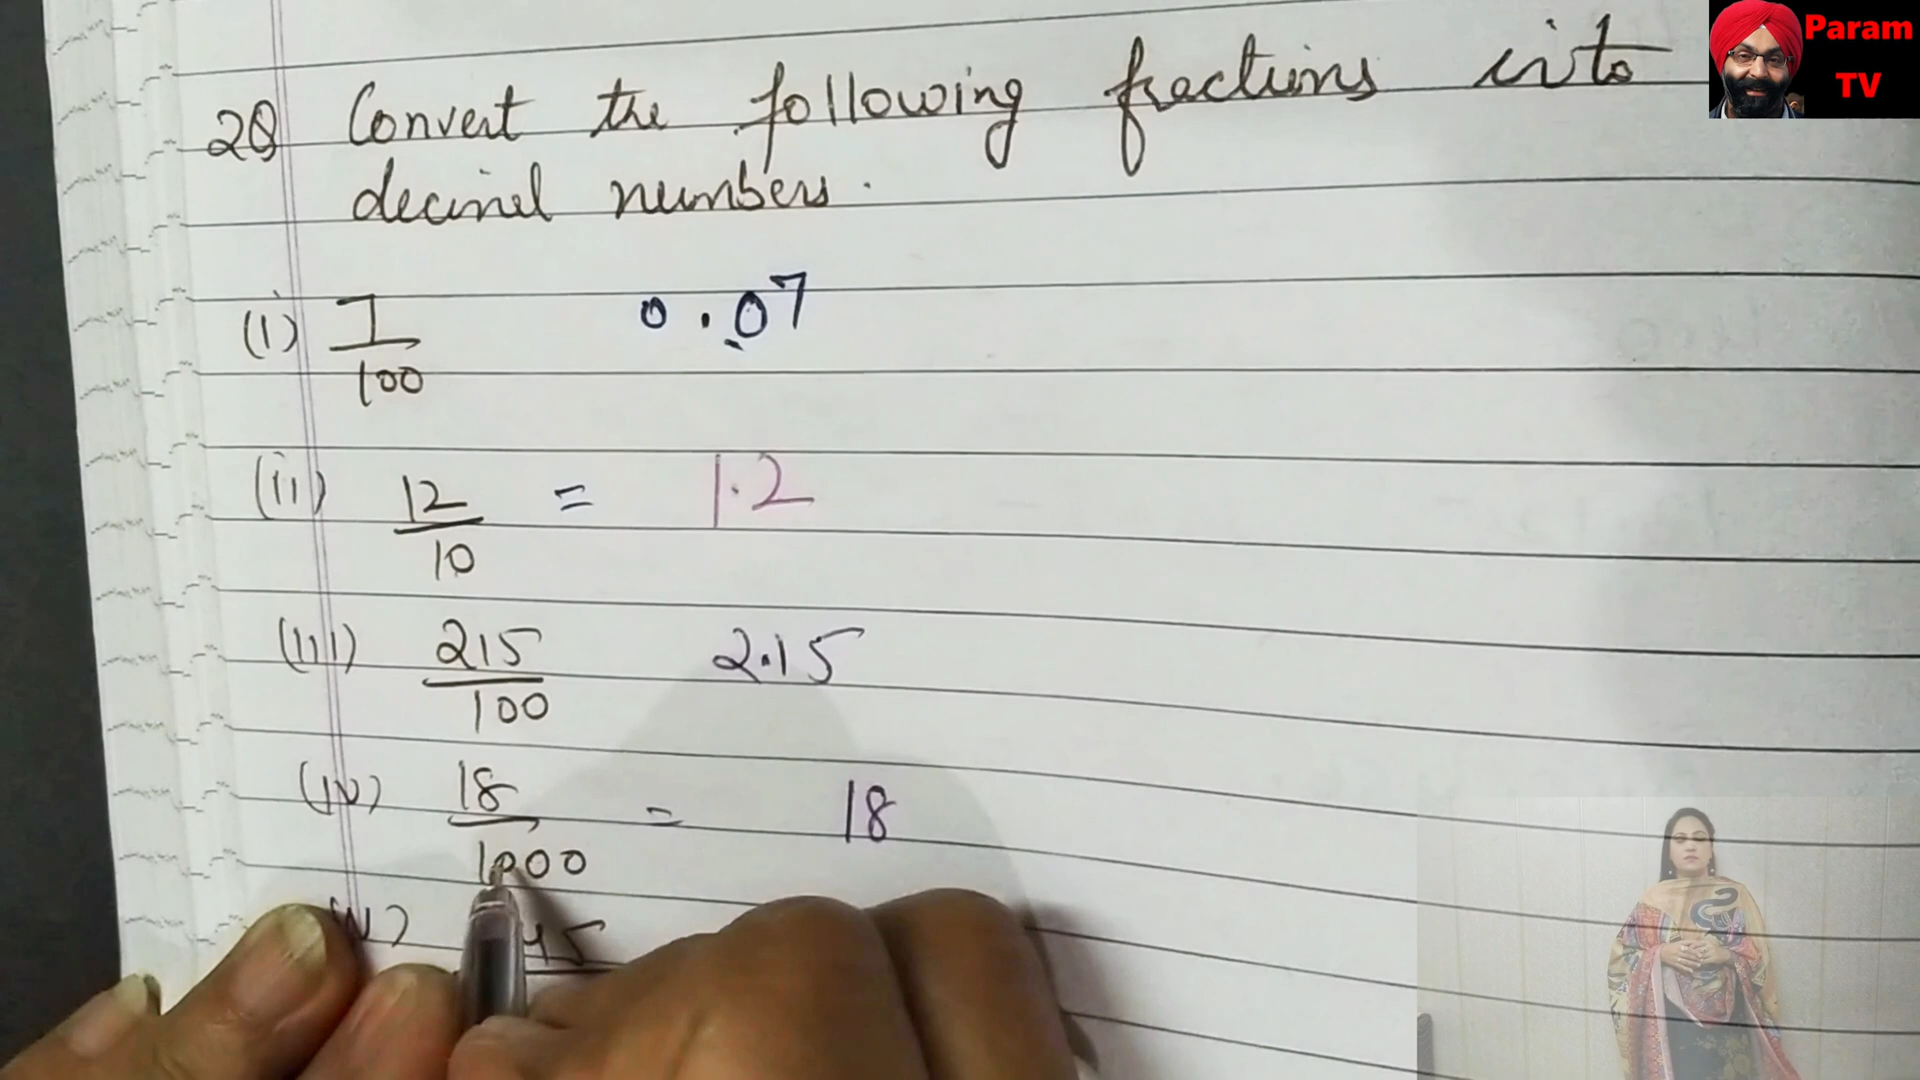 Param
TV
2Q Convert the following fractions into
decimal numbers.
(i) 7/100 0.07
(ii) 12/10 = 1.2
(iii) 215/100 2.15
(iv) 18/1000 = 18
(v) 45